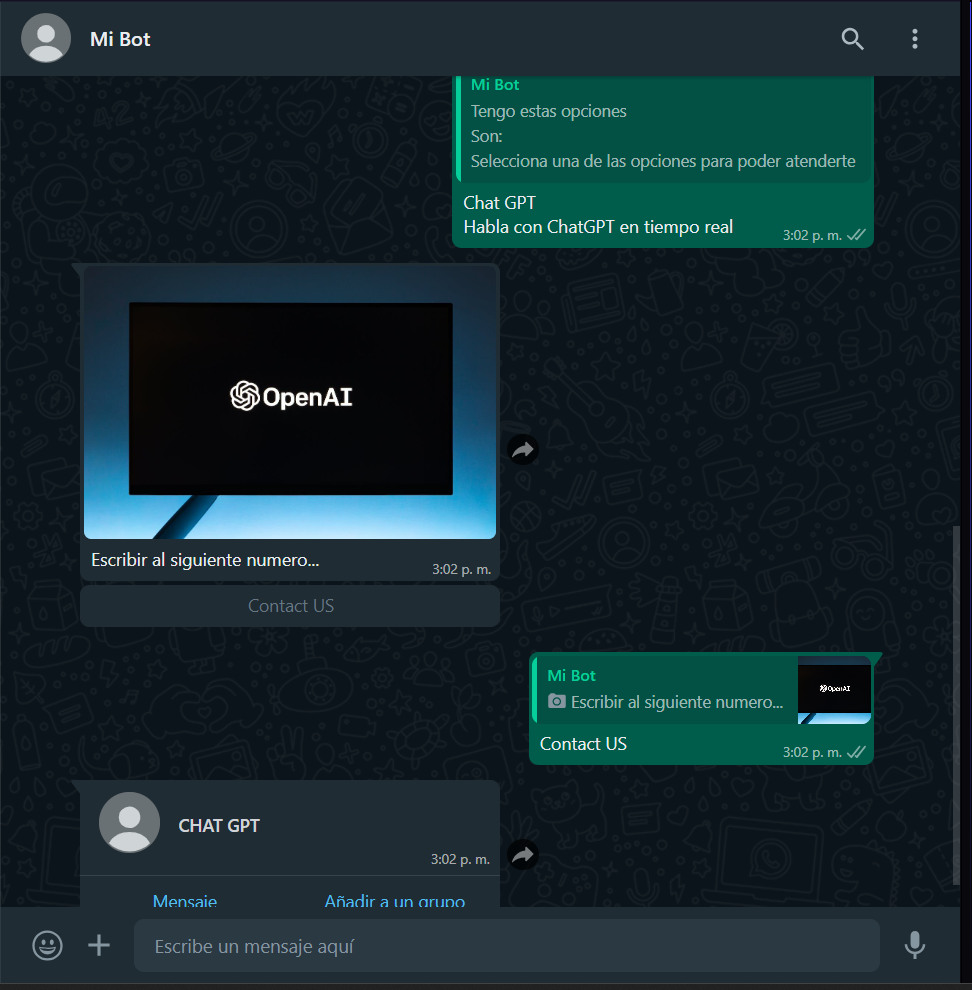 Mi Bot
Mi Bot
Tengo estas opciones
Son:
Selecciona una de las opciones para poder atenderte
Chat GPT
Habla con ChatGPT en tiempo real
3:02 p. m.
OpenAI
Escribir al siguiente numero...
3:02 p. m.
Contact US
Mi Bot
Escribir al siguiente numero...
OpenAI
Contact US
3:02 p. m.
CHAT GPT
3:02 p. m.
Mensaje Añadir a un grupo
Escribe un mensaje aquí